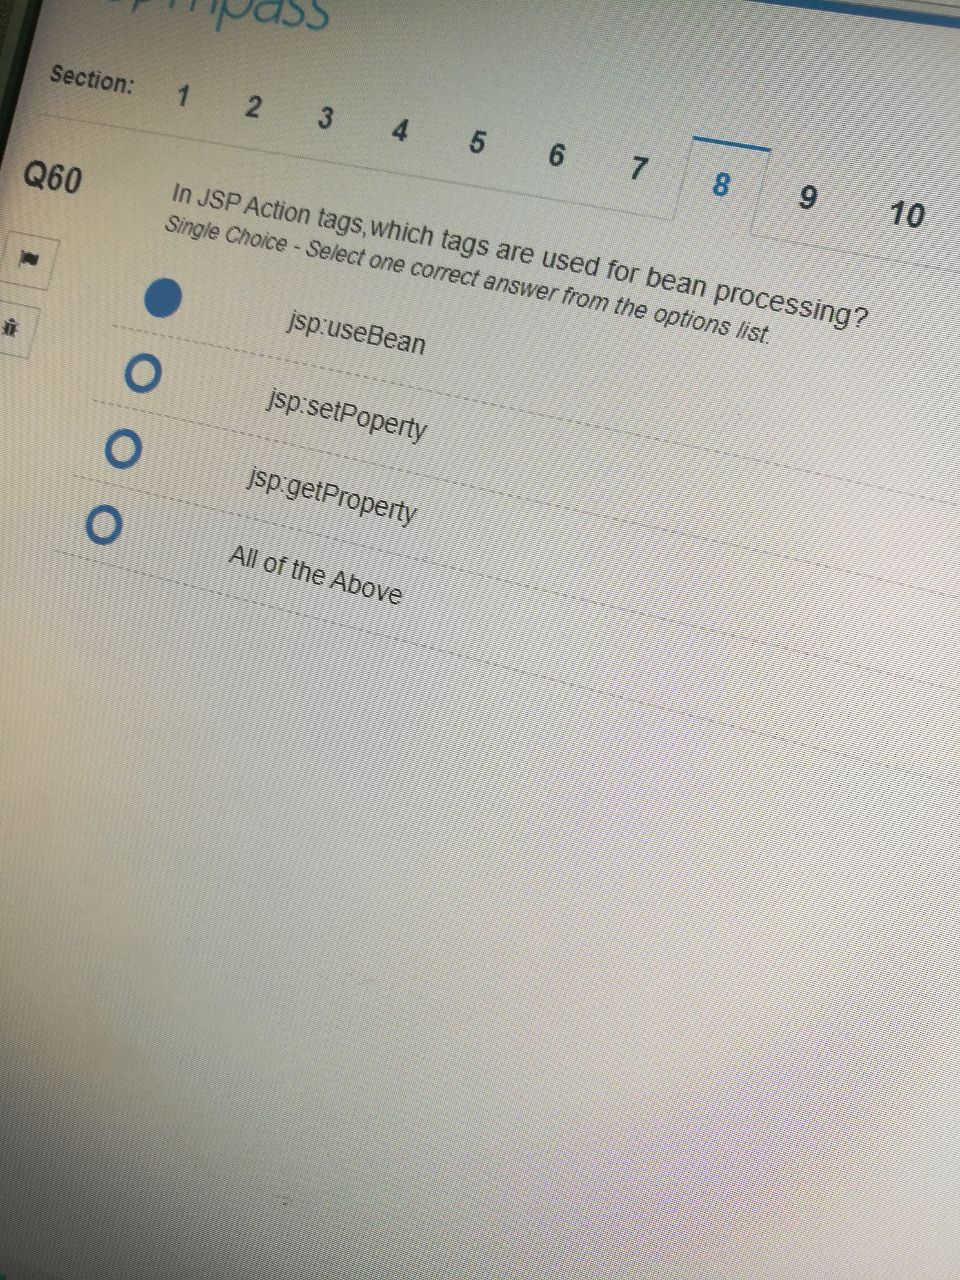 Section: 1 2 3 4 5 6 7 8 9 10
Q60
In JSP Action tags, which tags are used for bean processing?
Single Choice - Select one correct answer from the options list.
jsp:useBean
jsp:setPoperty
jsp:getProperty
All of the Above